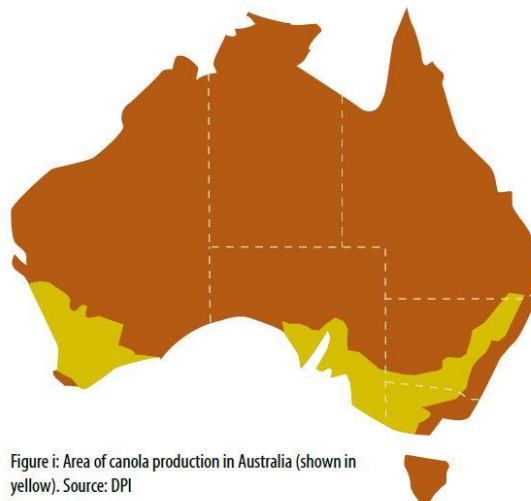 Figure i: Area of canola production in Australia (shown in
yellow). Source: DPI